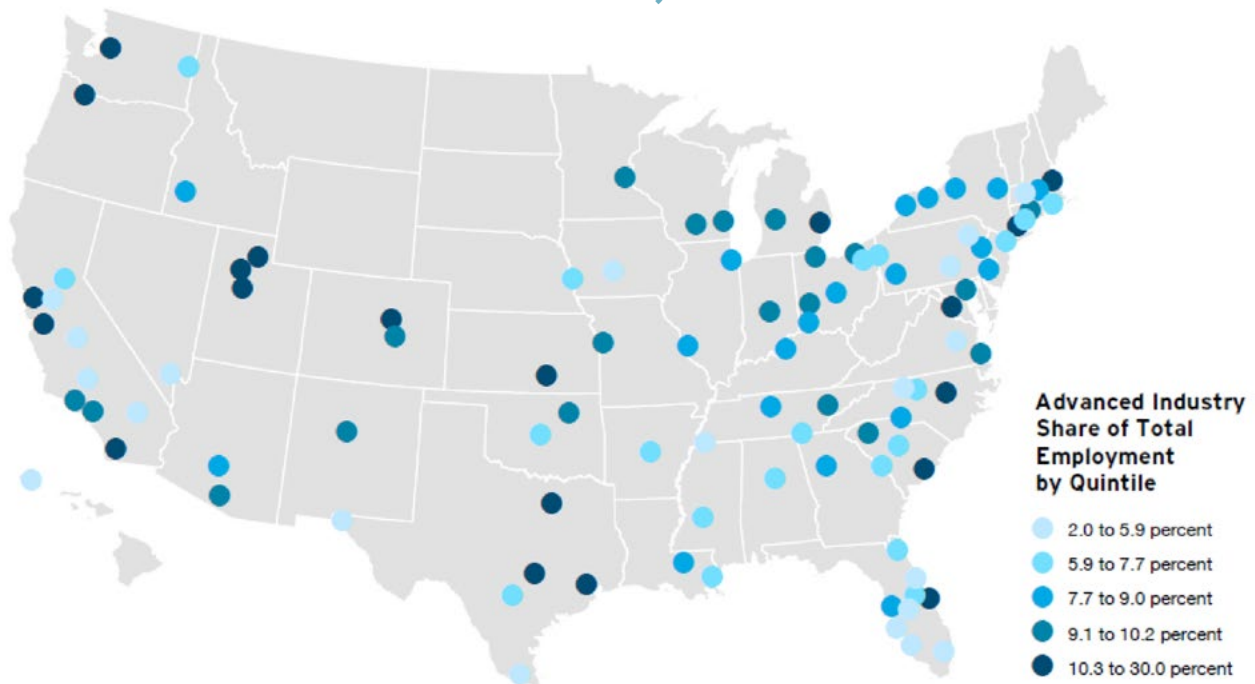 Advanced Industry
Share of Total
Employment
by Quintile
2.0 to 5.9 percent
5.9 to 7.7 percent
7.7 to 9.0 percent
9.1 to 10.2 percent
10.3 to 30.0 percent